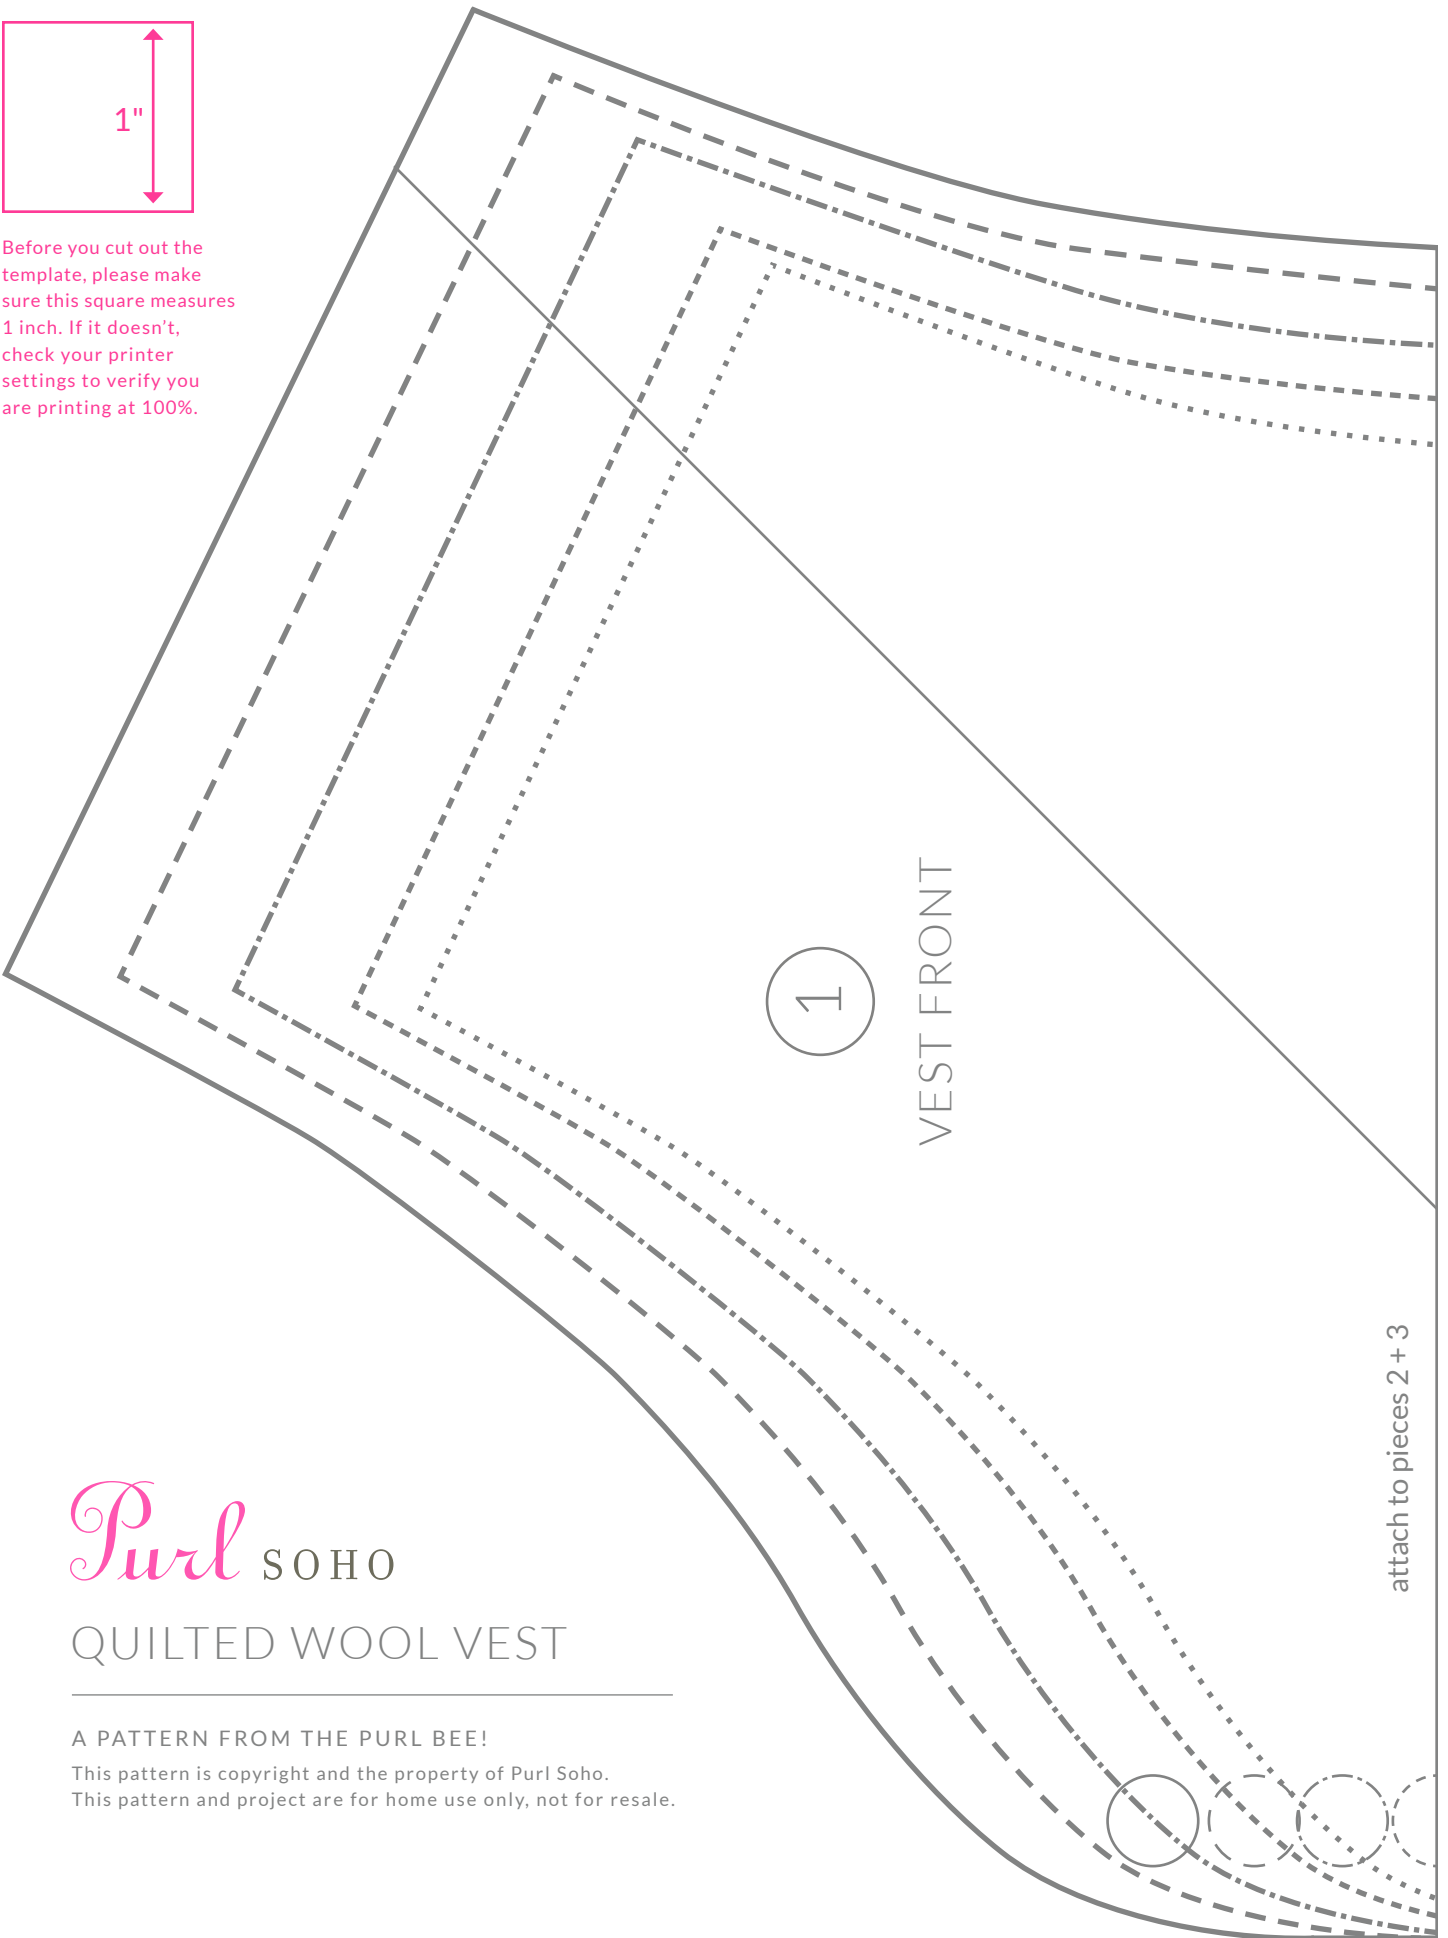 1"
Before you cut out the
template, please make
sure this square measures
1 inch. If it doesn’t,
check your printer
settings to verify you
are printing at 100%.
1
VEST FRONT
attach to pieces 2 + 3
Purl SOHO
QUILTED WOOL VEST
A PATTERN FROM THE PURL BEE!
This pattern is copyright and the property of Purl Soho.
This pattern and project are for home use only, not for resale.